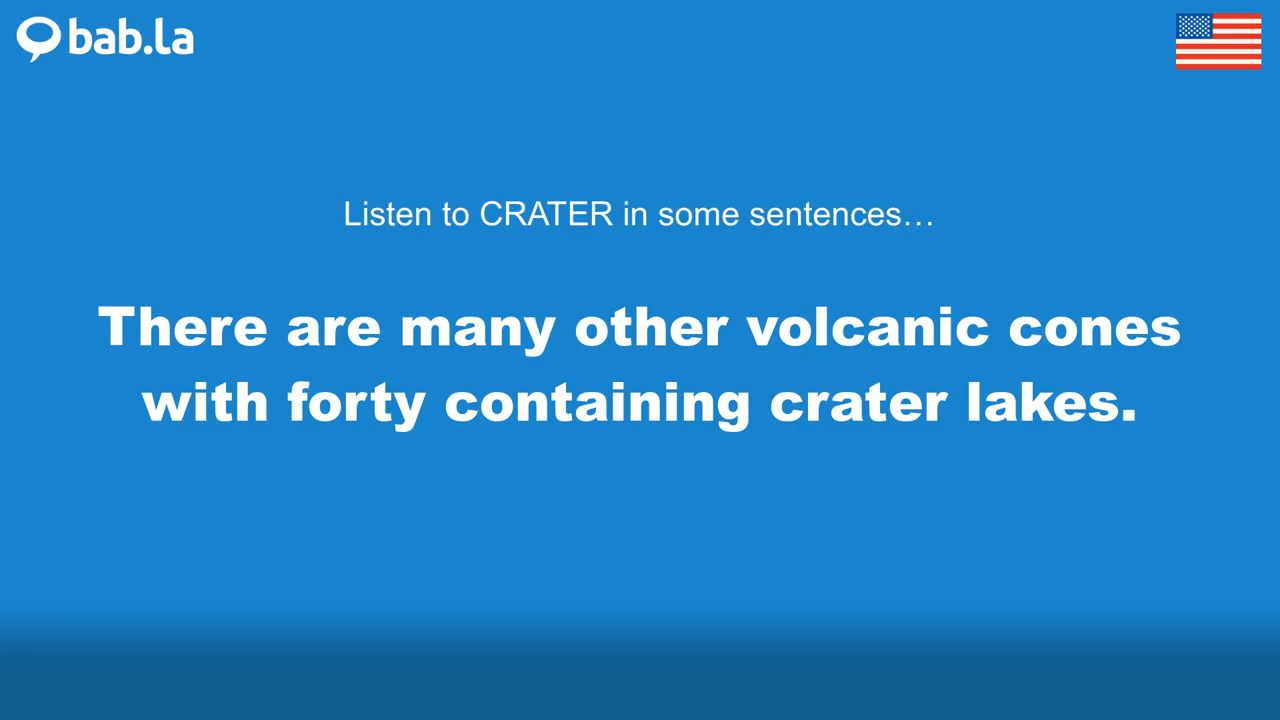 bab.la
Listen to CRATER in some sentences…
There are many other volcanic cones
with forty containing crater lakes.